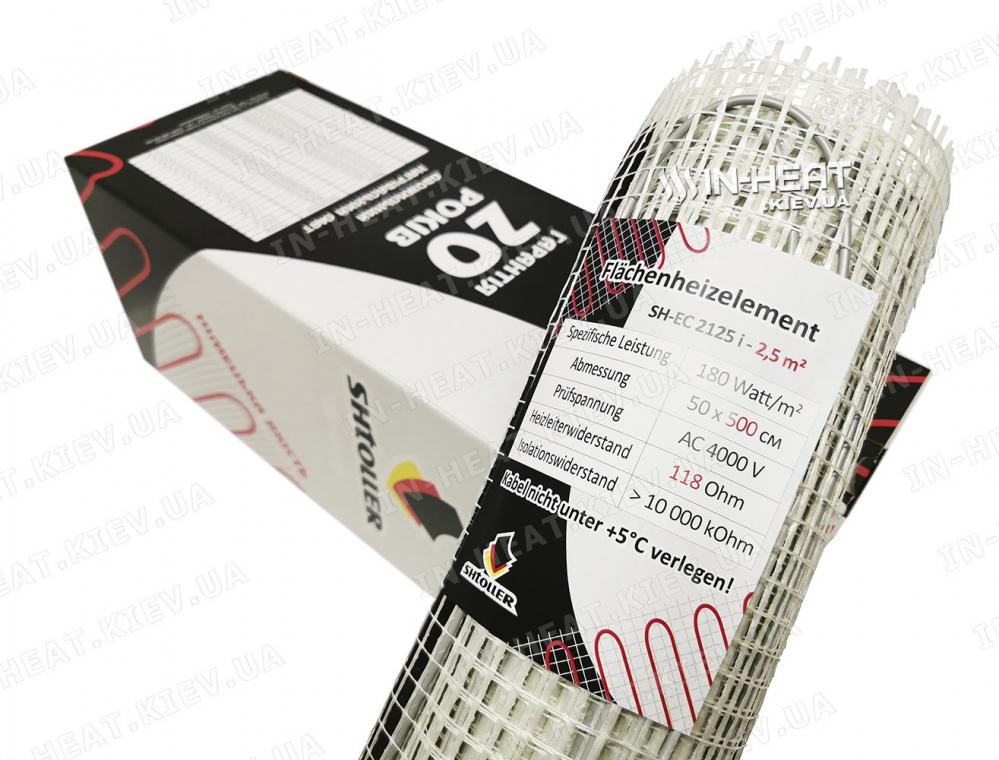 IN-HEAT
.KIEV.UA
Flächenheizelement
SH-EC 2125 i - 2,5 m²
Spezifische Leistung 180 Watt/m²
Abmessung 50 x 500 см
Prüfspannung AC 4000 V
Heizleiterwiderstand 118 Ohm
Isolationswiderstand > 10 000 kOhm
Kabel nicht unter +5°C verlegen!
SHTOLLER
ГАРАНТІЯ
20
РОКІВ
НІМЕЦЬКА ЯКІСТЬ
SHTOLLER
IN-HEAT.KIEV.UA